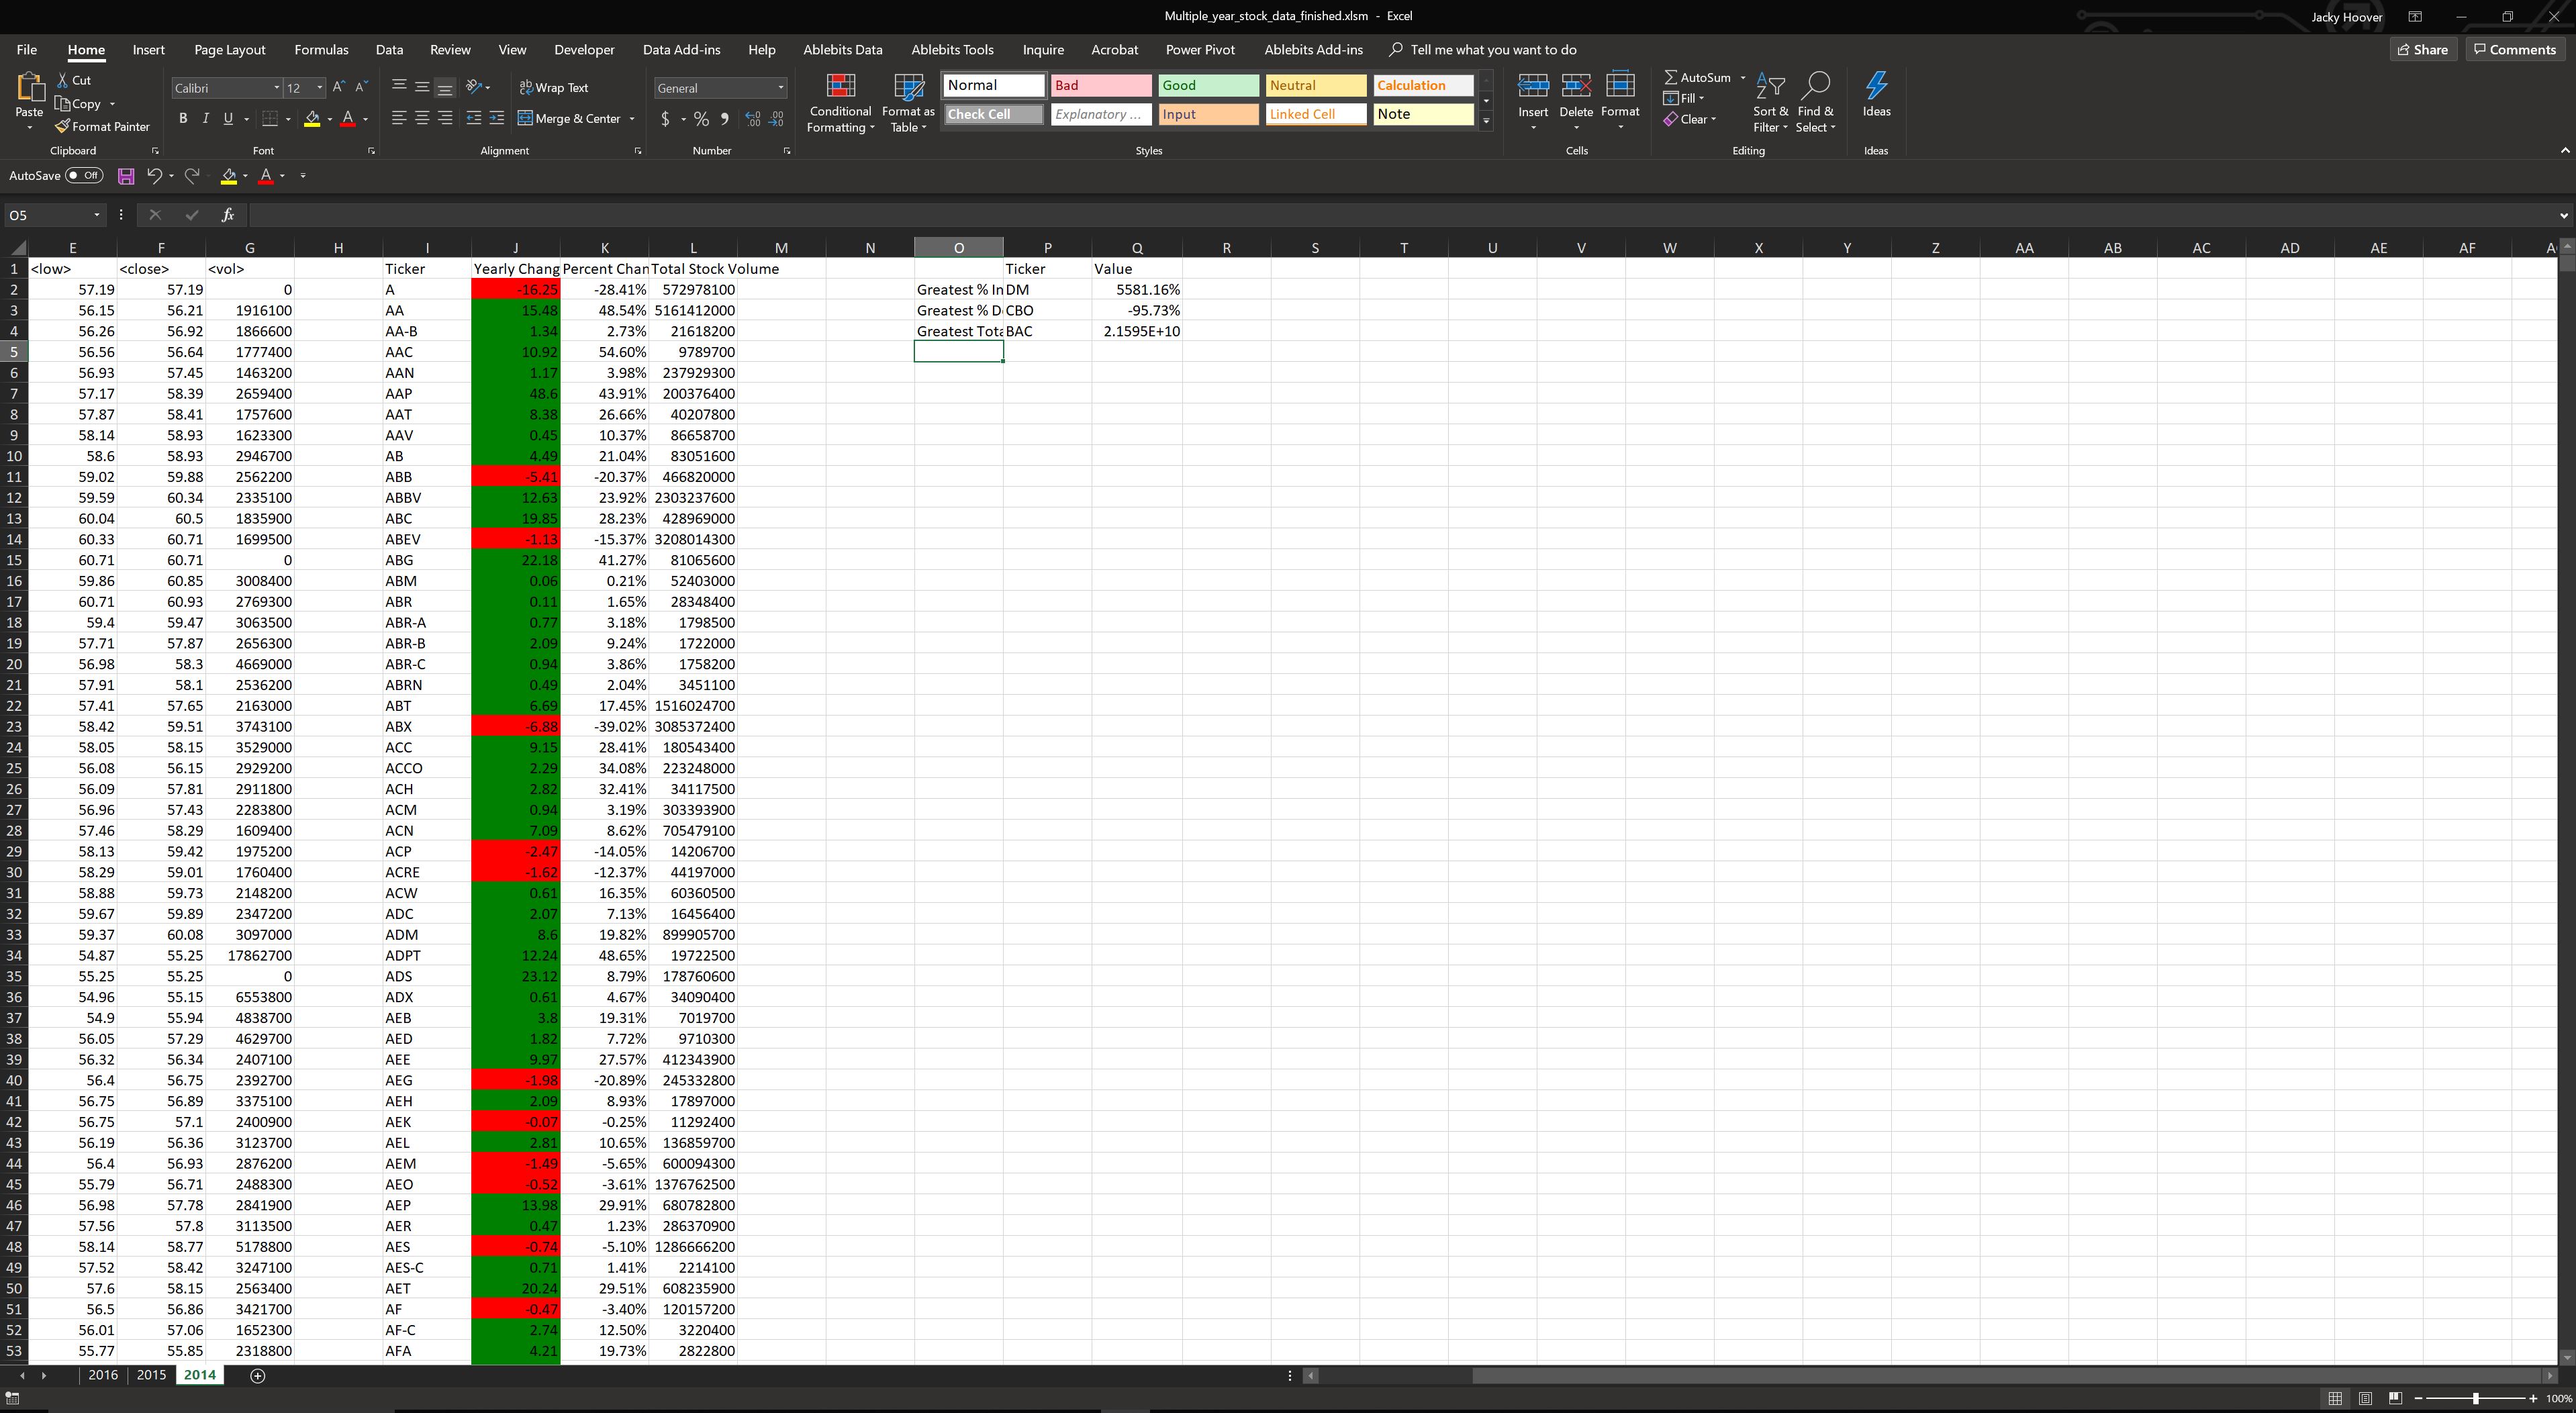 Multiple_year_stock_data_finished.xlsm - Excel
Jacky Hoover
File Home Insert Page Layout Formulas Data Review View Developer Data Add-ins Help Ablebits Data Ablebits Tools Inquire Acrobat Power Pivot Ablebits Add-ins Tell me what you want to do Share Comments
Paste Cut
Copy
Format Painter
Clipboard
Calibri 12 A A
B I U A
Font
ab Wrap Text
Merge & Center
Alignment
General
$ % 9
Number
Conditional Formatting
Format as Table
Normal Bad Good Neutral Calculation
Check Cell Explanatory ... Input Linked Cell Note
Styles
Insert Delete Format
Cells
AutoSum
Fill
Clear
Sort & Filter
Find & Select
Editing
Ideas
Ideas
AutoSave Off
O5 fx
E F G H I J K L M N O P Q R S T U V W X Y Z AA AB AC AD AE AF
1 <low> <close> <vol> Ticker Yearly Chang Percent Chan Total Stock Volume Ticker Value
2 57.19 57.19 0 A -16.25 -28.41% 572978100 Greatest % In DM 5581.16%
3 56.15 56.21 1916100 AA 15.48 48.54% 5161412000 Greatest % D CBO -95.73%
4 56.26 56.92 1866600 AA-B 1.34 2.73% 21618200 Greatest Tota BAC 2.1595E+10
5 56.56 56.64 1777400 AAC 10.92 54.60% 9789700
6 56.93 57.45 1463200 AAN 1.17 3.98% 237929300
7 57.17 58.39 2659400 AAP 48.6 43.91% 200376400
8 57.87 58.41 1757600 AAT 8.38 26.66% 40207800
9 58.14 58.93 1623300 AAV 0.45 10.37% 86658700
10 58.6 58.93 2946700 AB 4.49 21.04% 83051600
11 59.02 59.88 2562200 ABB -5.41 -20.37% 466820000
12 59.59 60.34 2335100 ABBV 12.63 23.92% 2303237600
13 60.04 60.5 1835900 ABC 19.85 28.23% 428969000
14 60.33 60.71 1699500 ABEV -1.13 -15.37% 3208014300
15 60.71 60.71 0 ABG 22.18 41.27% 81065600
16 59.86 60.85 3008400 ABM 0.06 0.21% 52403000
17 60.71 60.93 2769300 ABR 0.11 1.65% 28348400
18 59.4 59.47 3063500 ABR-A 0.77 3.18% 1798500
19 57.71 57.87 2656300 ABR-B 2.09 9.24% 1722000
20 56.98 58.3 4669000 ABR-C 0.94 3.86% 1758200
21 57.91 58.1 2536200 ABRN 0.49 2.04% 3451100
22 57.41 57.65 2163000 ABT 6.69 17.45% 1516024700
23 58.42 59.51 3743100 ABX -6.88 -39.02% 3085372400
24 58.05 58.15 3529000 ACC 9.15 28.41% 180543400
25 56.08 56.15 2929200 ACCO 2.29 34.08% 223248000
26 56.09 57.81 2911800 ACH 2.82 32.41% 34117500
27 56.96 57.43 2283800 ACM 0.94 3.19% 303393900
28 57.46 58.29 1609400 ACN 7.09 8.62% 705479100
29 58.13 59.42 1975200 ACP -2.47 -14.05% 14206700
30 58.29 59.01 1760400 ACRE -1.62 -12.37% 44197000
31 58.88 59.73 2148200 ACW 0.61 16.35% 60360500
32 59.67 59.89 2347200 ADC 2.07 7.13% 16456400
33 59.37 60.08 3097000 ADM 8.6 19.82% 899905700
34 54.87 55.25 17862700 ADPT 12.24 48.65% 19722500
35 55.25 55.25 0 ADS 23.12 8.79% 178760600
36 54.96 55.15 6553800 ADX 0.61 4.67% 34090400
37 54.9 55.94 4838700 AEB 3.8 19.31% 7019700
38 56.05 57.29 4629700 AED 1.82 7.72% 9710300
39 56.32 56.34 2407100 AEE 9.97 27.57% 412343900
40 56.4 56.75 2392700 AEG -1.98 -20.89% 245332800
41 56.75 56.89 3375100 AEH 2.09 8.93% 17897000
42 56.75 57.1 2400900 AEK -0.07 -0.25% 11292400
43 56.19 56.36 3123700 AEL 2.81 10.65% 136859700
44 56.4 56.93 2876200 AEM -1.49 -5.65% 600094300
45 55.79 56.71 2488300 AEO -0.52 -3.61% 1376762500
46 56.98 57.78 2841900 AEP 13.98 29.91% 680782800
47 57.56 57.8 3113500 AER 0.47 1.23% 286370900
48 58.14 58.77 5178800 AES -0.74 -5.10% 1286666200
49 57.52 58.42 3247100 AES-C 0.71 1.41% 2214100
50 57.6 58.15 2563400 AET 20.24 29.51% 608235900
51 56.5 56.86 3421700 AF -0.47 -3.40% 120157200
52 56.01 57.06 1652300 AF-C 2.74 12.50% 3220400
53 55.77 55.85 2318800 AFA 4.21 19.73% 2822800
2016 2015 2014
100%